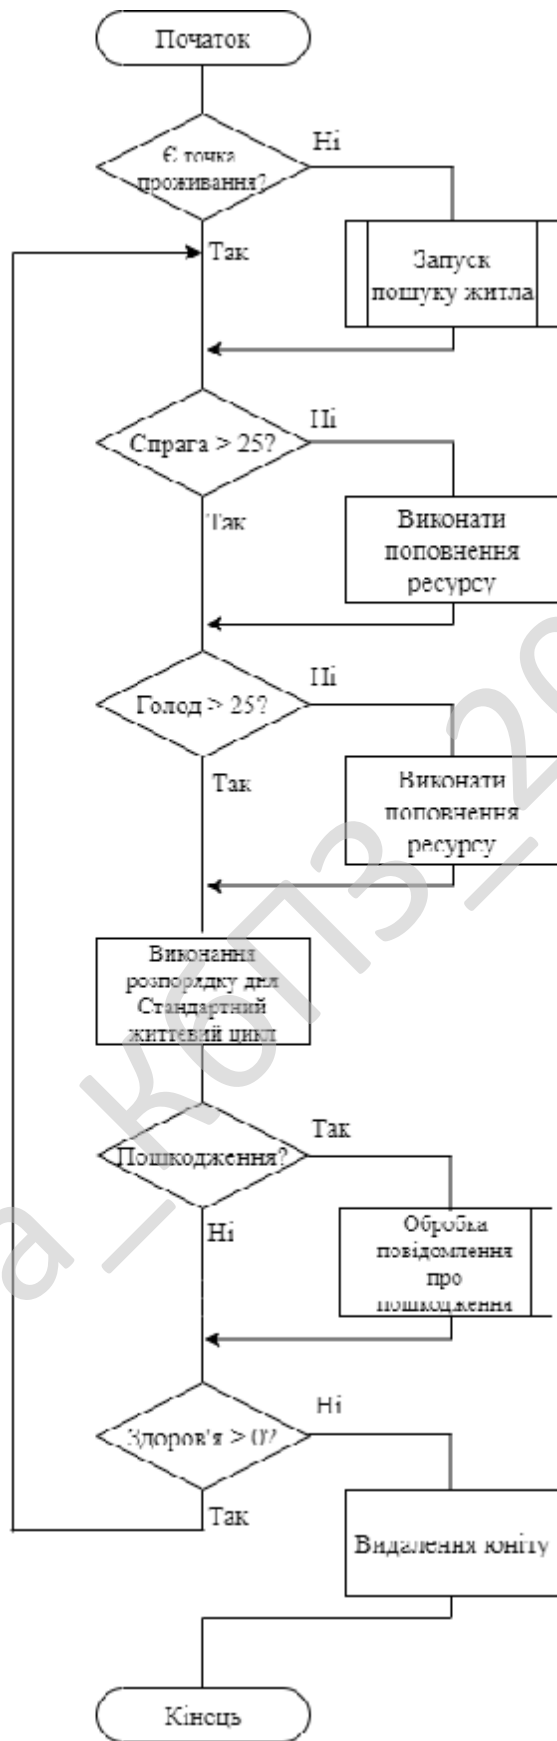 Початок
Ні
Є точка
проживання?
Так
Запуск
пошуку житла
Ні
Спрага > 25?
Так
Виконати
поповнення
ресурсу
Ні
Голод > 25?
Так
Виконати
поповнення
ресурсу
Виконання
розпорядку дня
Стандартний
життєвий цикл
Так
Пошкодження?
Ні
Обробка
повідомлення
про
пошкодження
Ні
Здоров'я > 0?
Так
Видалення юніту
Кінець
а_КбПЗ_20